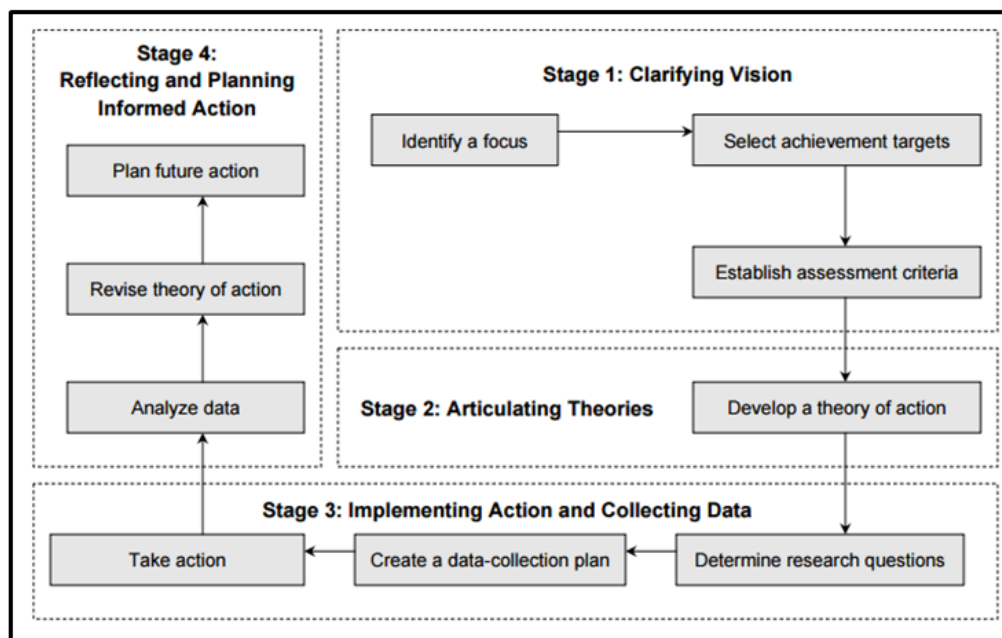 Stage 1: Clarifying Vision
Identify a focus
Select achievement targets
Establish assessment criteria
Stage 2: Articulating Theories
Develop a theory of action
Stage 3: Implementing Action and Collecting Data
Determine research questions
Create a data-collection plan
Take action
Stage 4:
Reflecting and Planning
Informed Action
Analyze data
Revise theory of action
Plan future action